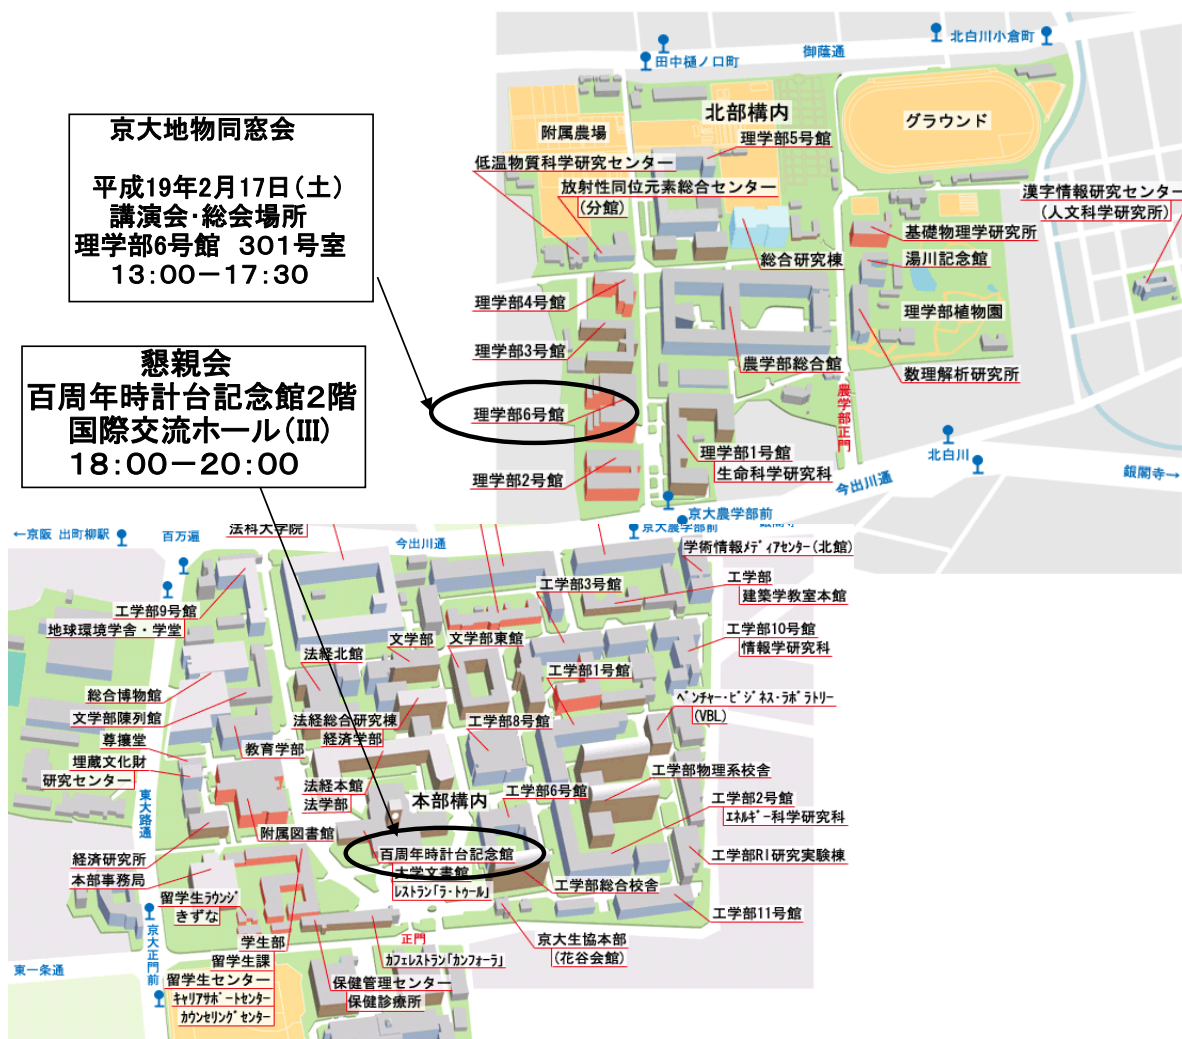 京大地物同窓会
平成19年2月17日(土)
講演会・総会場所
理学部6号館 301号室
13:00-17:30
懇親会
百周年時計台記念館2階
国際交流ホール(III)
18:00-20:00
田中樋ノ口町
御蔭通
北白川小倉町
北部構内
附属農場
グラウンド
理学部5号館
低温物質科学研究センター
放射性同位元素総合センター
(分館)
漢字情報研究センター
(人文科学研究所)
基礎物理学研究所
総合研究棟
湯川記念館
理学部4号館
理学部植物園
理学部3号館
農学部総合館
数理解析研究所
理学部6号館
農学部正門
理学部1号館
生命科学研究科
理学部2号館
北白川
銀閣寺→
今出川通
京大農学部前
←京阪 出町柳駅
百万遍
法科大学院
今出川通
京大農学部前
銀閣寺
学術情報メディアセンター(北館)
工学部9号館
地球環境学舎・学堂
工学部3号館
工学部
建築学教室本館
文学部
文学部東館
工学部10号館
情報学研究科
法経北館
工学部1号館
総合博物館
文学部陳列館
ベンチャー・ビジネス・ラボラトリー
(VBL)
法経総合研究棟
経済学部
工学部8号館
尊攘堂
教育学部
埋蔵文化財
研究センター
工学部物理系校舎
法経本館
法学部
本部構内
工学部6号館
工学部2号館
エネルギー科学研究科
東大路通
附属図書館
経済研究所
百周年時計台記念館
大学文書館
レストラン「ラ・トゥール」
工学部RI研究実験棟
本部事務局
工学部総合校舎
留学生ラウンジ
きずな
工学部11号館
京大正門前
学生部
留学生課
留学生センター
キャリアサポートセンター
カウンセリングセンター
正門
京大生協本部
(花谷会館)
カフェレストラン「カンフォーラ」
東一条通
保健管理センター
保健診療所